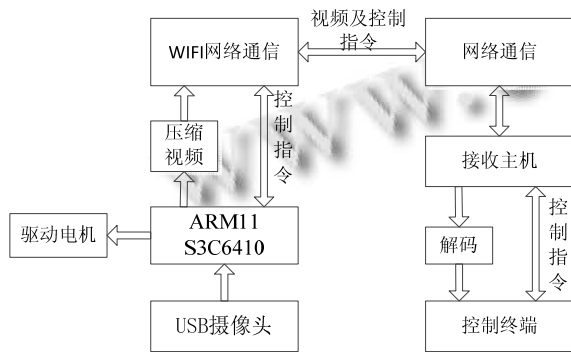 WIFI网络通信
视频及控制
指令
网络通信
压缩
视频
控制指令
接收主机
驱动电机
ARM11
S3C6410
解码
控制指令
USB摄像头
控制终端
www.